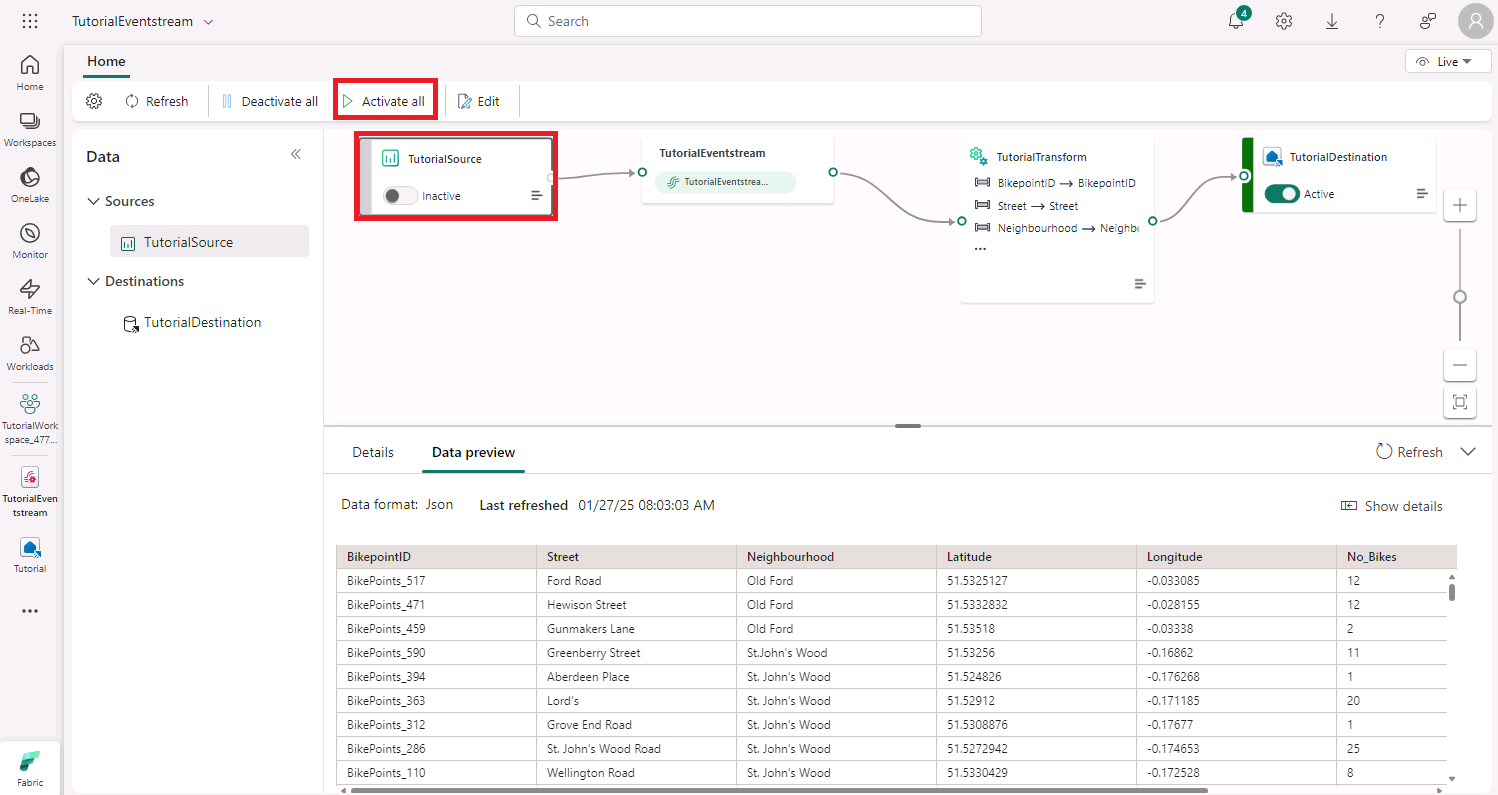 TutorialEventstream
Search
4
Home
Live
Refresh
Deactivate all
Activate all
Edit
Home
Workspaces
OneLake
Monitor
Real-Time
Workloads
TutorialWork
space_477...
TutorialEven
tstream
Tutorial
Fabric
Data
Sources
TutorialSource
Destinations
TutorialDestination
TutorialSource
Inactive
TutorialEventstream
TutorialEventstrea...
TutorialTransform
BikepointID → BikepointID
Street → Street
Neighbourhood → Neighbo
...
TutorialDestination
Active
Details
Data preview
Refresh
Data format: Json
Last refreshed 01/27/25 08:03:03 AM
Show details
BikepointID Street Neighbourhood Latitude Longitude No_Bikes
BikePoints_517 Ford Road Old Ford 51.5325127 -0.033085 12
BikePoints_471 Hewison Street Old Ford 51.5332832 -0.028155 12
BikePoints_459 Gunmakers Lane Old Ford 51.53518 -0.03338 2
BikePoints_590 Greenberry Street St.John's Wood 51.53256 -0.16862 11
BikePoints_394 Aberdeen Place St. John's Wood 51.524826 -0.176268 1
BikePoints_363 Lord's St. John's Wood 51.52912 -0.171185 20
BikePoints_312 Grove End Road St. John's Wood 51.5308876 -0.17677 1
BikePoints_286 St. John's Wood Road St. John's Wood 51.5272942 -0.174653 25
BikePoints_110 Wellington Road St. John's Wood 51.5330429 -0.172528 8